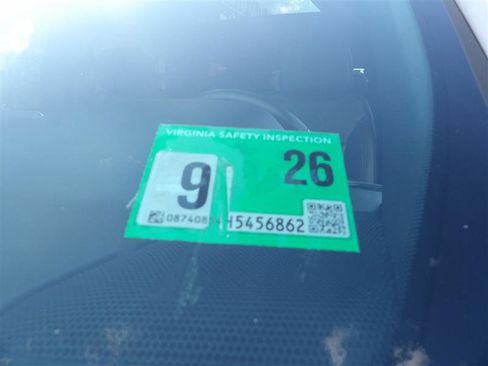 VIRGINIA SAFETY INSPECTION
9 26
H5456862